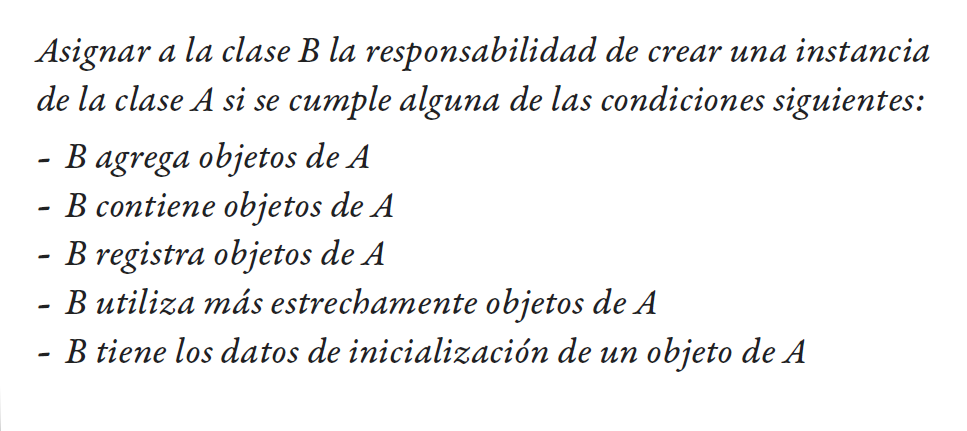 Asignar a la clase B la responsabilidad de crear una instancia
de la clase A si se cumple alguna de las condiciones siguientes:
- B agrega objetos de A
- B contiene objetos de A
- B registra objetos de A
- B utiliza más estrechamente objetos de A
- B tiene los datos de inicialización de un objeto de A